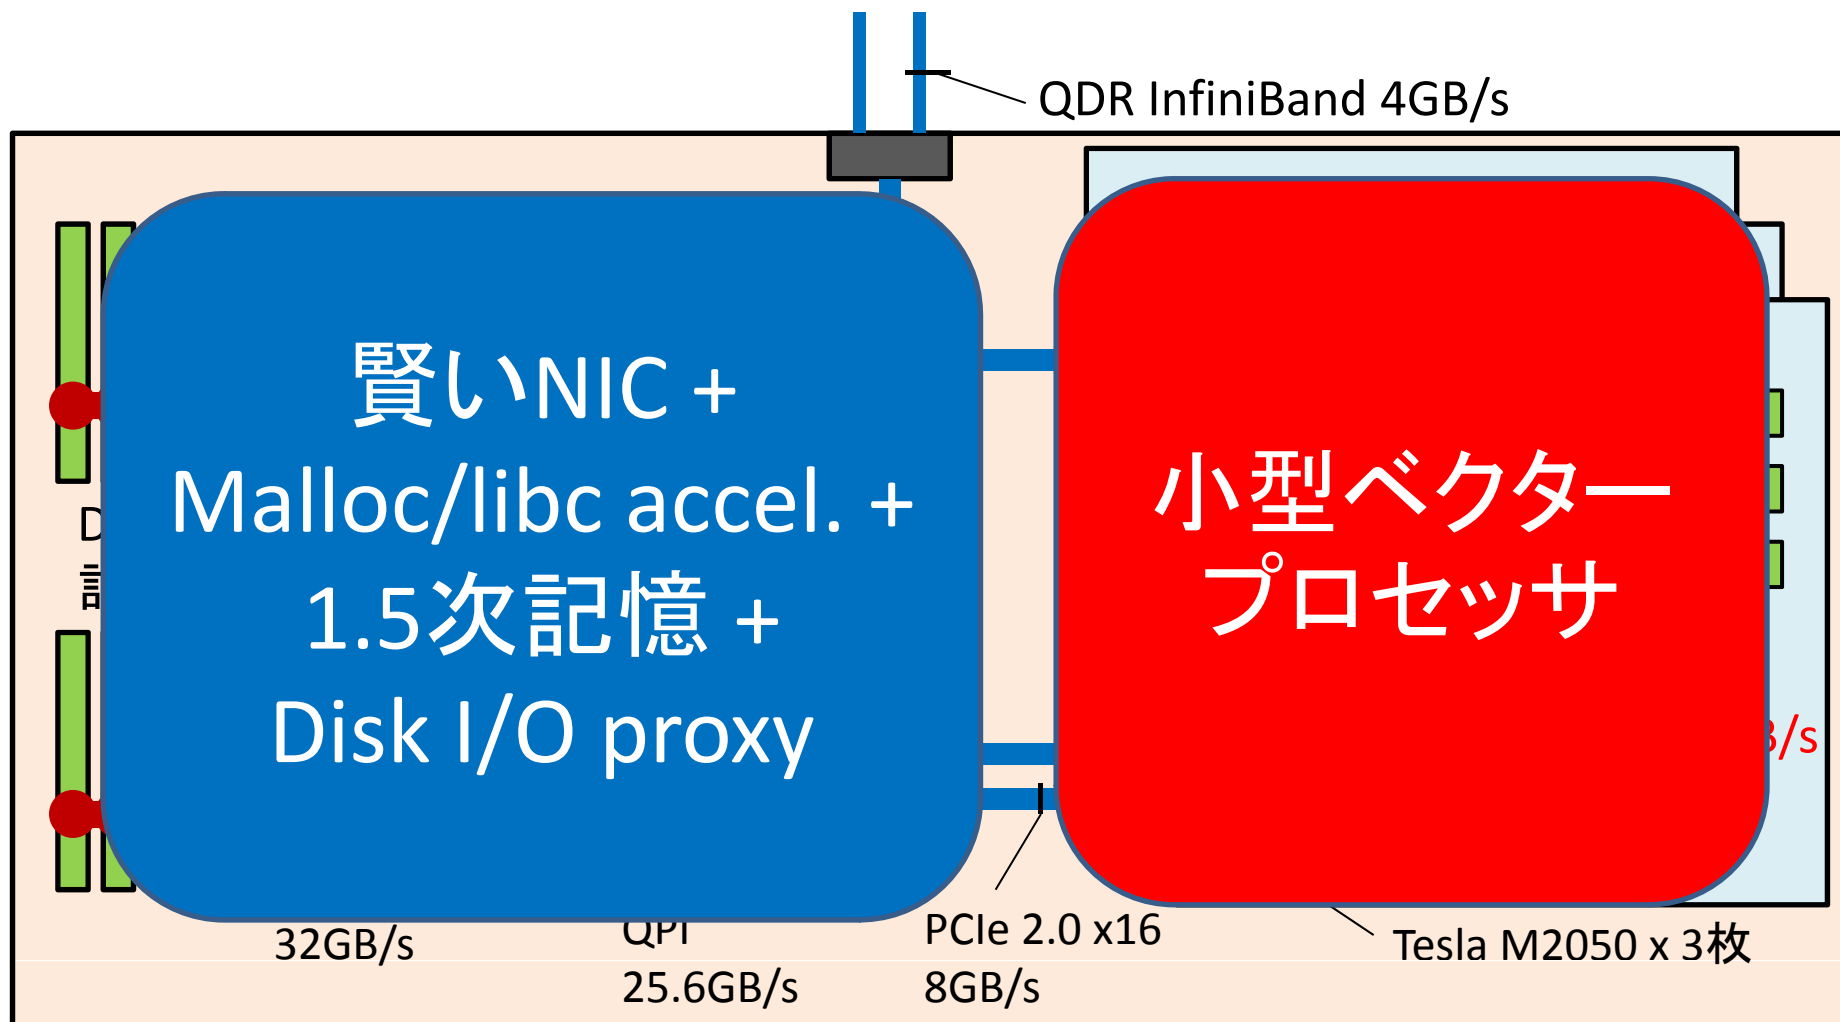 QDR InfiniBand 4GB/s
賢いNIC +
Malloc/libc accel. +
1.5次記憶 +
Disk I/O proxy
小型ベクター
プロセッサ
32GB/s
QPI
25.6GB/s
PCIe 2.0 x16
8GB/s
Tesla M2050 x 3枚